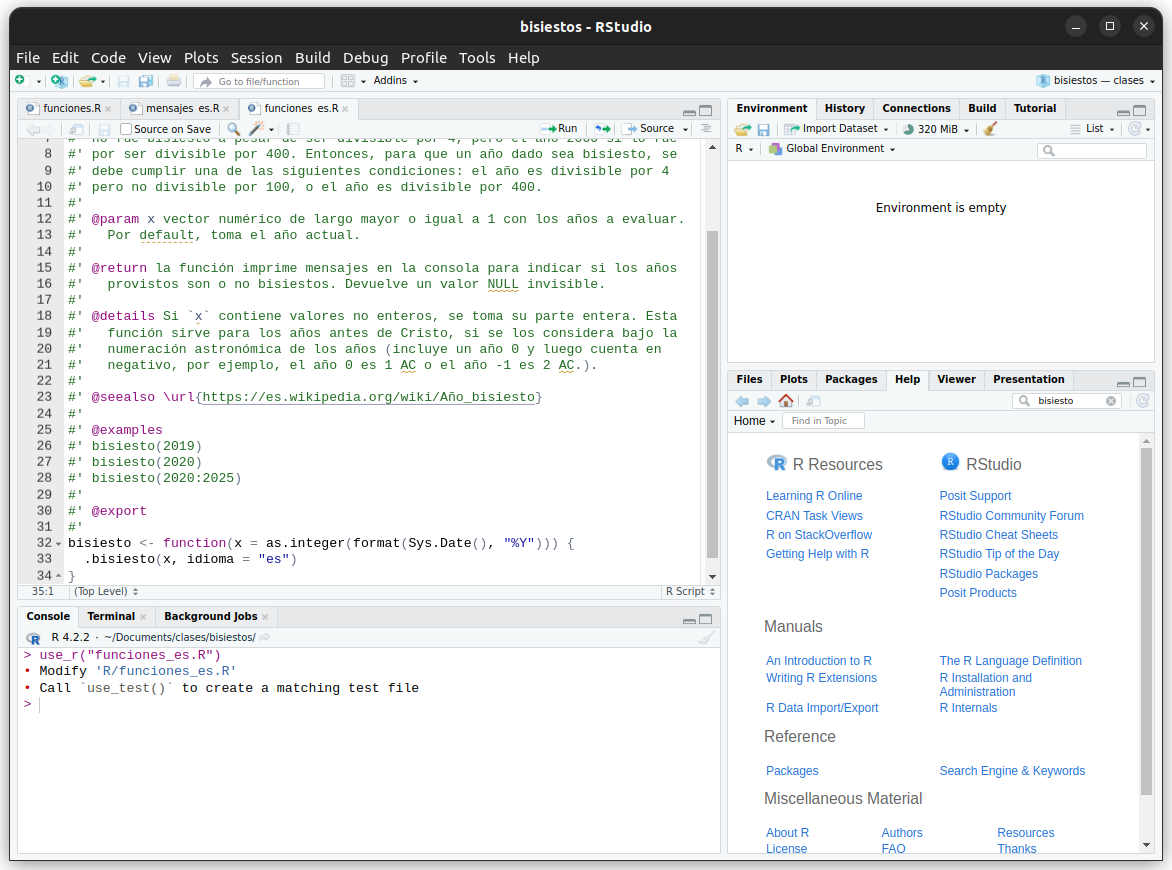 bisiestos - RStudio
File Edit Code View Plots Session Build Debug Profile Tools Help
Go to file/function Addins bisiestos — clases
funciones.R mensajes_es.R funciones_es.R
Source on Save Run Source
7 #' no fue bisiesto a pesar de ser divisible por 4, pero el año 2000 sí lo fue
8 #' por ser divisible por 400. Entonces, para que un año dado sea bisiesto, se
9 #' debe cumplir una de las siguientes condiciones: el año es divisible por 4
10 #' pero no divisible por 100, o el año es divisible por 400.
11 #'
12 #' @param x vector numérico de largo mayor o igual a 1 con los años a evaluar.
13 #'   Por default, toma el año actual.
14 #'
15 #' @return la función imprime mensajes en la consola para indicar si los años
16 #'   provistos son o no bisiestos. Devuelve un valor NULL invisible.
17 #'
18 #' @details Si `x` contiene valores no enteros, se toma su parte entera. Esta
19 #'   función sirve para los años antes de Cristo, si se los considera bajo la
20 #'   numeración astronómica de los años (incluye un año 0 y luego cuenta en
21 #'   negativo, por ejemplo, el año 0 es 1 AC o el año -1 es 2 AC.).
22 #'
23 #' @seealso \url{https://es.wikipedia.org/wiki/Año_bisiesto}
24 #'
25 #' @examples
26 #' bisiesto(2019)
27 #' bisiesto(2020)
28 #' bisiesto(2020:2025)
29 #'
30 #' @export
31 #'
32 bisiesto <- function(x = as.integer(format(Sys.Date(), "%Y"))) {
33   .bisiesto(x, idioma = "es")
34 }
35:1 (Top Level) R Script
Console Terminal Background Jobs
R 4.2.2 · ~/Documents/clases/bisiestos/
> use_r("funciones_es.R")
• Modify 'R/funciones_es.R'
• Call `use_test()` to create a matching test file
>
Environment History Connections Build Tutorial
Import Dataset 320 MiB List
R Global Environment
Environment is empty
Files Plots Packages Help Viewer Presentation
bisiesto
Home Find in Topic
R Resources RStudio
Learning R Online Posit Support
CRAN Task Views RStudio Community Forum
R on StackOverflow RStudio Cheat Sheets
Getting Help with R RStudio Tip of the Day
RStudio Packages
Posit Products
Manuals
An Introduction to R The R Language Definition
Writing R Extensions R Installation and
Administration
R Data Import/Export R Internals
Reference
Packages Search Engine & Keywords
Miscellaneous Material
About R Authors Resources
License FAQ Thanks